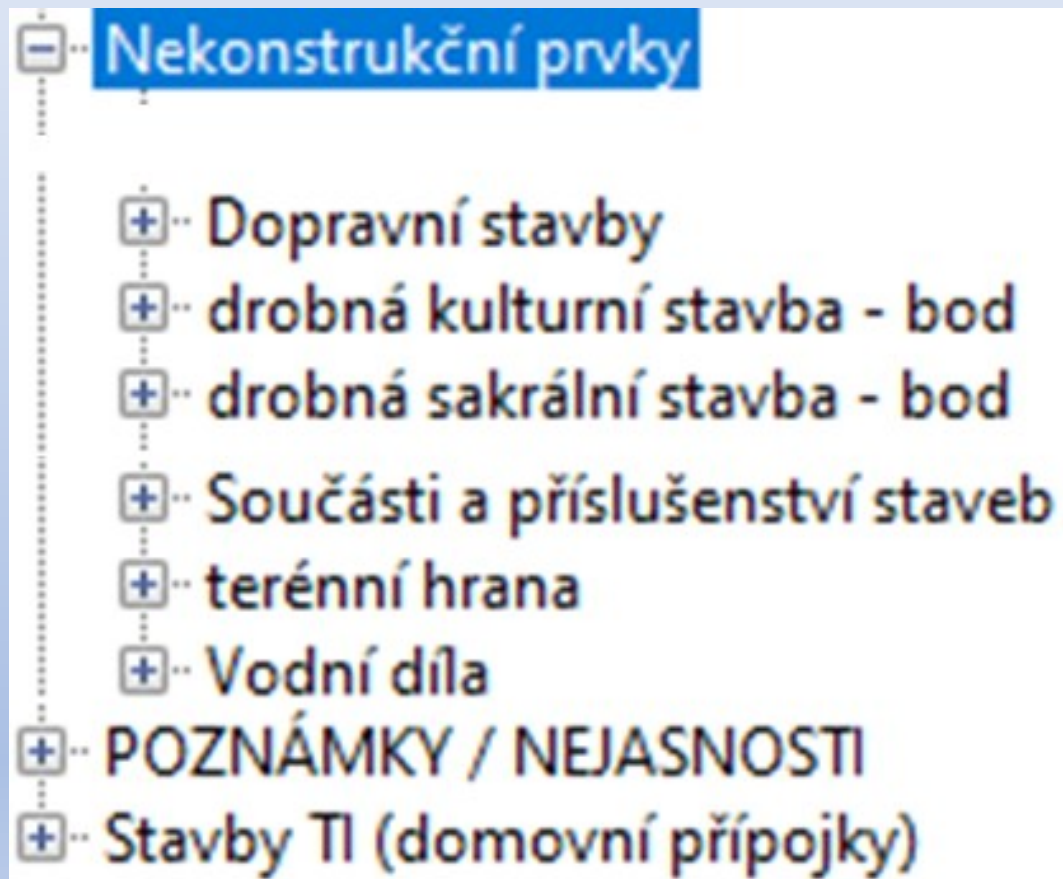 Nekonstrukční prvky
Dopravní stavby
drobná kulturní stavba - bod
drobná sakrální stavba - bod
Součásti a příslušenství staveb
terénní hrana
Vodní díla
POZNÁMKY / NEJASNOSTI
Stavby TI (domovní přípojky)